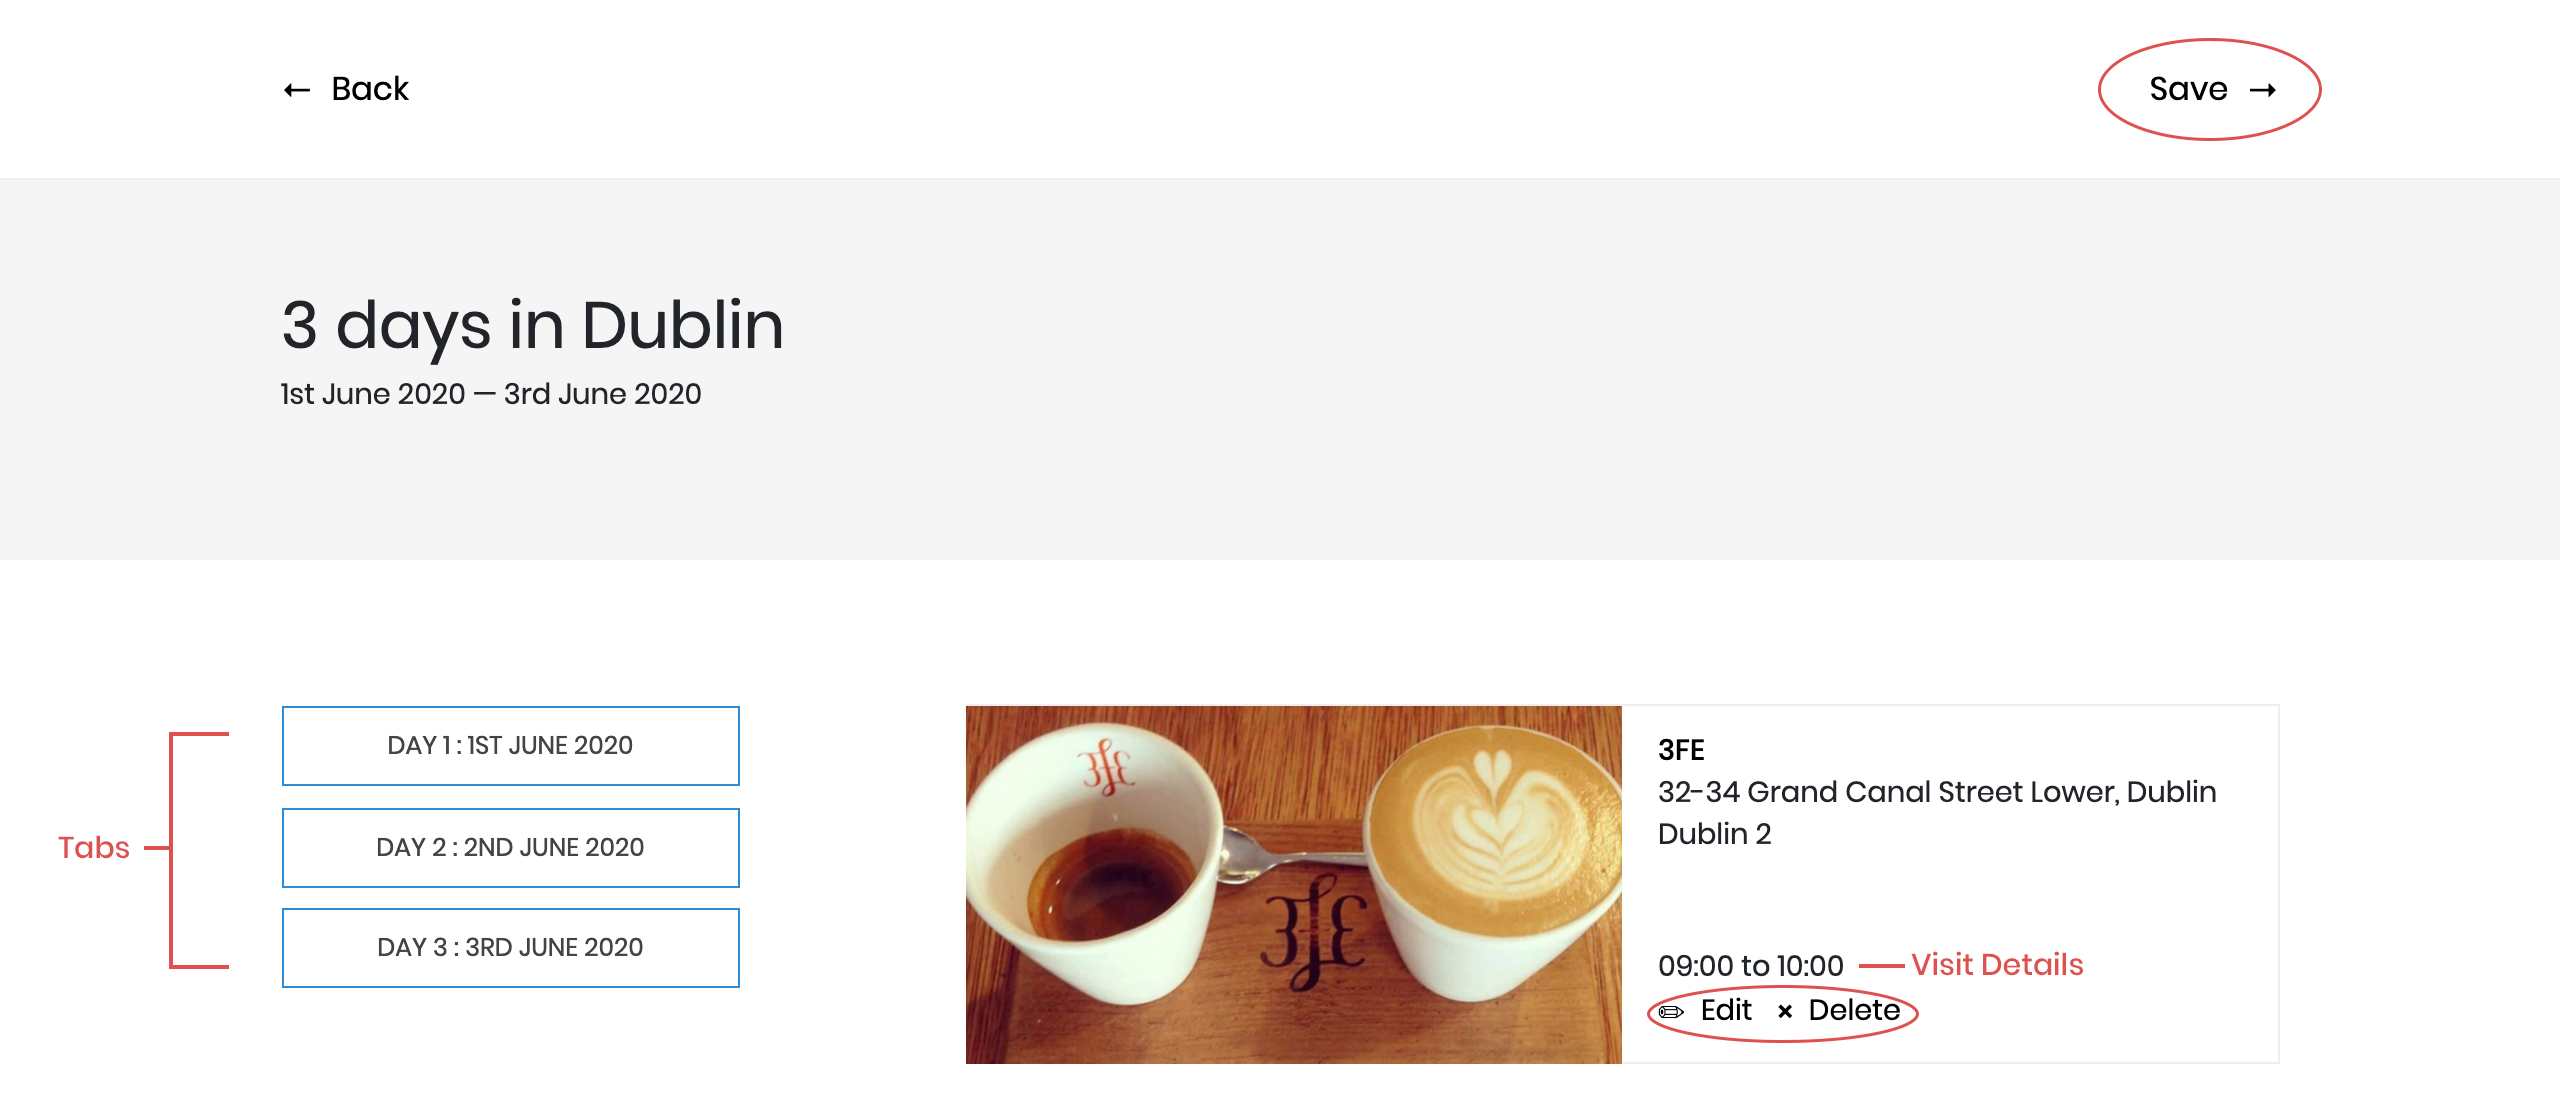 ← Back
Save →
3 days in Dublin
1st June 2020 — 3rd June 2020
Tabs
DAY 1 : 1ST JUNE 2020
DAY 2 : 2ND JUNE 2020
DAY 3 : 3RD JUNE 2020
3FE
3FE
3FE
32-34 Grand Canal Street Lower, Dublin
Dublin 2
09:00 to 10:00
Visit Details
✏ Edit × Delete